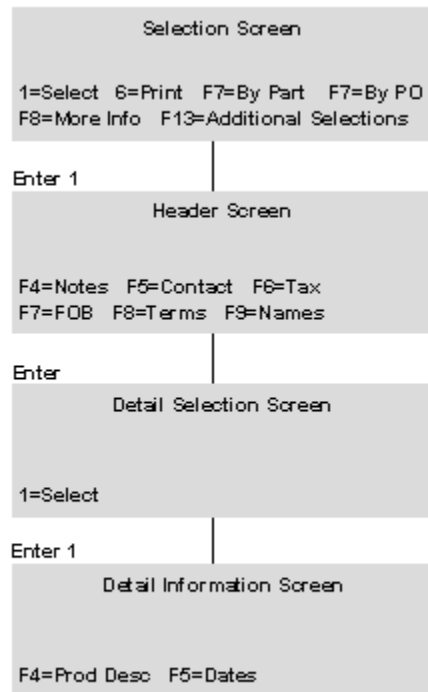 Selection Screen
1=Select 6=Print F7=By Part F7=By PO
F8=More Info F13=Additional Selections
Enter 1
Header Screen
F4=Notes F5=Contact F6=Tax
F7=FOB F8=Terms F9=Names
Enter
Detail Selection Screen
1=Select
Enter 1
Detail Information Screen
F4=Prod Desc F5=Dates